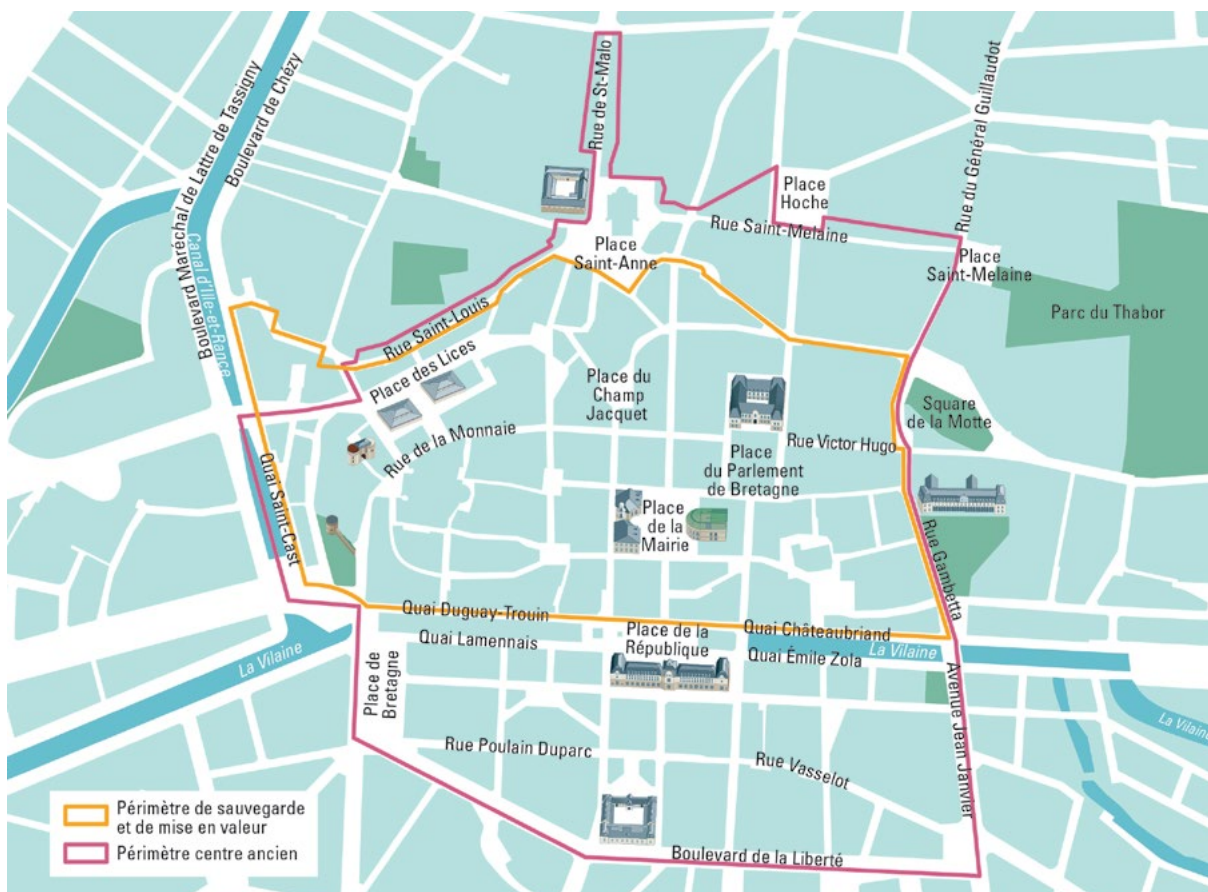 Boulevard Maréchal de Lattre de Tassigny
Boulevard de Chézy
Canal d'Ille-et-Rance
Rue de St-Malo
Rue du Général Guillaudot
Place
Hoche
Rue Saint-Melaine
Place
Saint-Anne
Place
Saint-Melaine
Parc du Thabor
Rue Saint-Louis
Place des Lices
Place du
Champ
Jacquet
Square
de la Motte
Rue de la Monnaie
Rue Victor Hugo
Place
du Parlement
de Bretagne
Quai Saint-Cast
Place
de la
Mairie
Rue Gambetta
Quai Duguay-Trouin
Quai Châteaubriand
Quai Lamennais
Place de la
République
La Vilaine
Quai Émile Zola
La Vilaine
Place de
Bretagne
Avenue Jean Janvier
La Vilaine
Rue Poulain Duparc
Rue Vasselot
Périmètre de sauvegarde
et de mise en valeur
Périmètre centre ancien
Boulevard de la Liberté